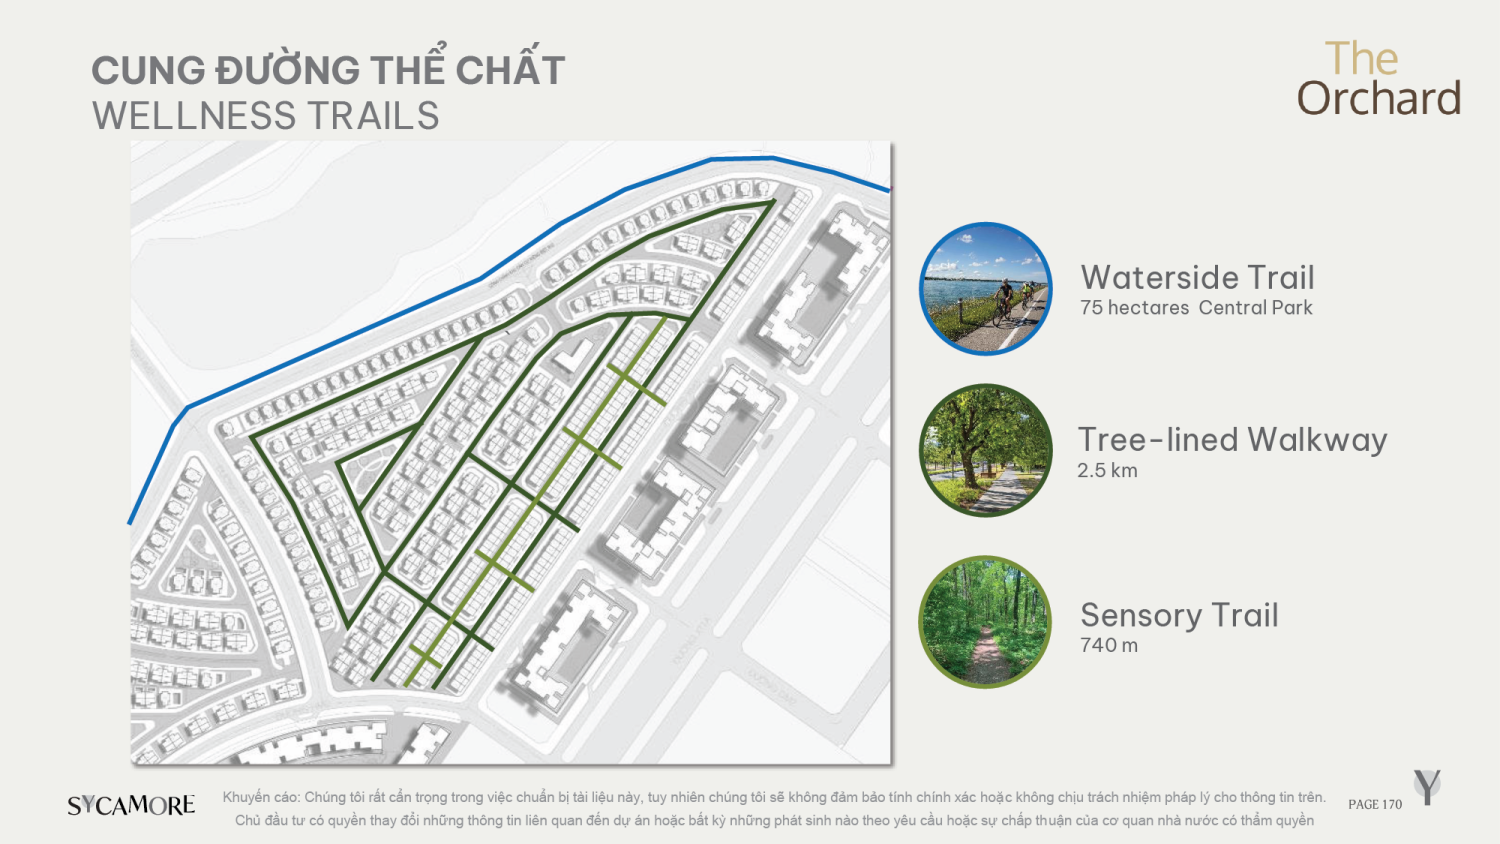 CUNG ĐƯỜNG THỂ CHẤT
WELLNESS TRAILS
The
Orchard
Waterside Trail
75 hectares Central Park
Tree-lined Walkway
2.5 km
Sensory Trail
740 m
SYCAMORE
Khuyến cáo: Chúng tôi rất cẩn trọng trong việc chuẩn bị tài liệu này, tuy nhiên chúng tôi sẽ không đảm bảo tính chính xác hoặc không chịu trách nhiệm pháp lý cho thông tin trên.
Chủ đầu tư có quyền thay đổi những thông tin liên quan đến dự án hoặc bất kỳ những phát sinh nào theo yêu cầu hoặc sự chấp thuận của cơ quan nhà nước có thẩm quyền
PAGE 170
Y